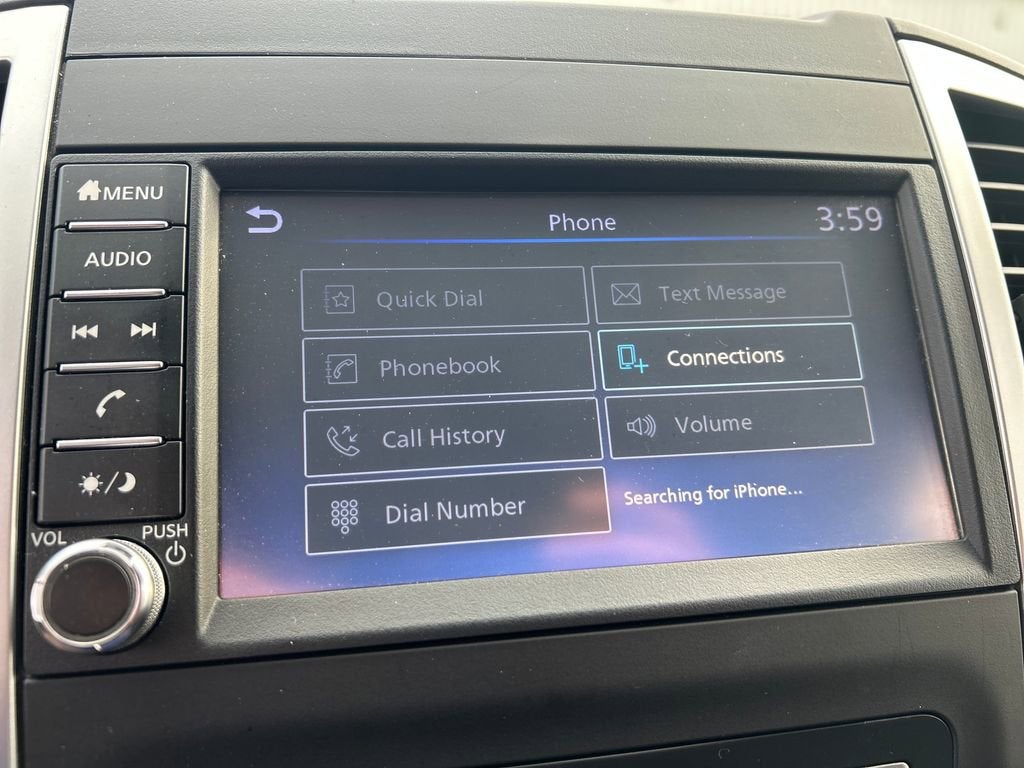 MENU
AUDIO
VOL
PUSH
Phone
3:59
Quick Dial
Text Message
Phonebook
Connections
Call History
Volume
Dial Number
Searching for iPhone...